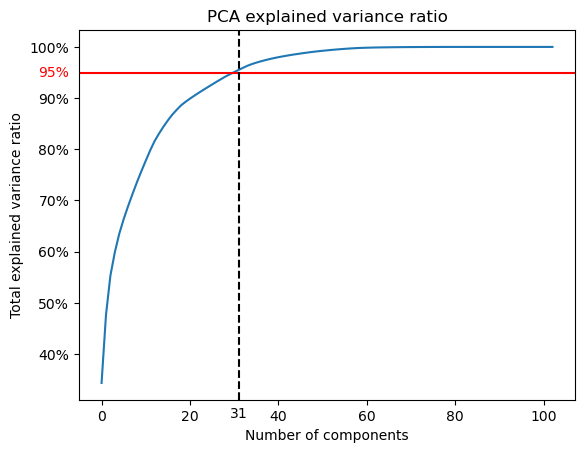 PCA explained variance ratio
Total explained variance ratio
100%
95%
90%
80%
70%
60%
50%
40%
0 20 31 40 60 80 100
Number of components